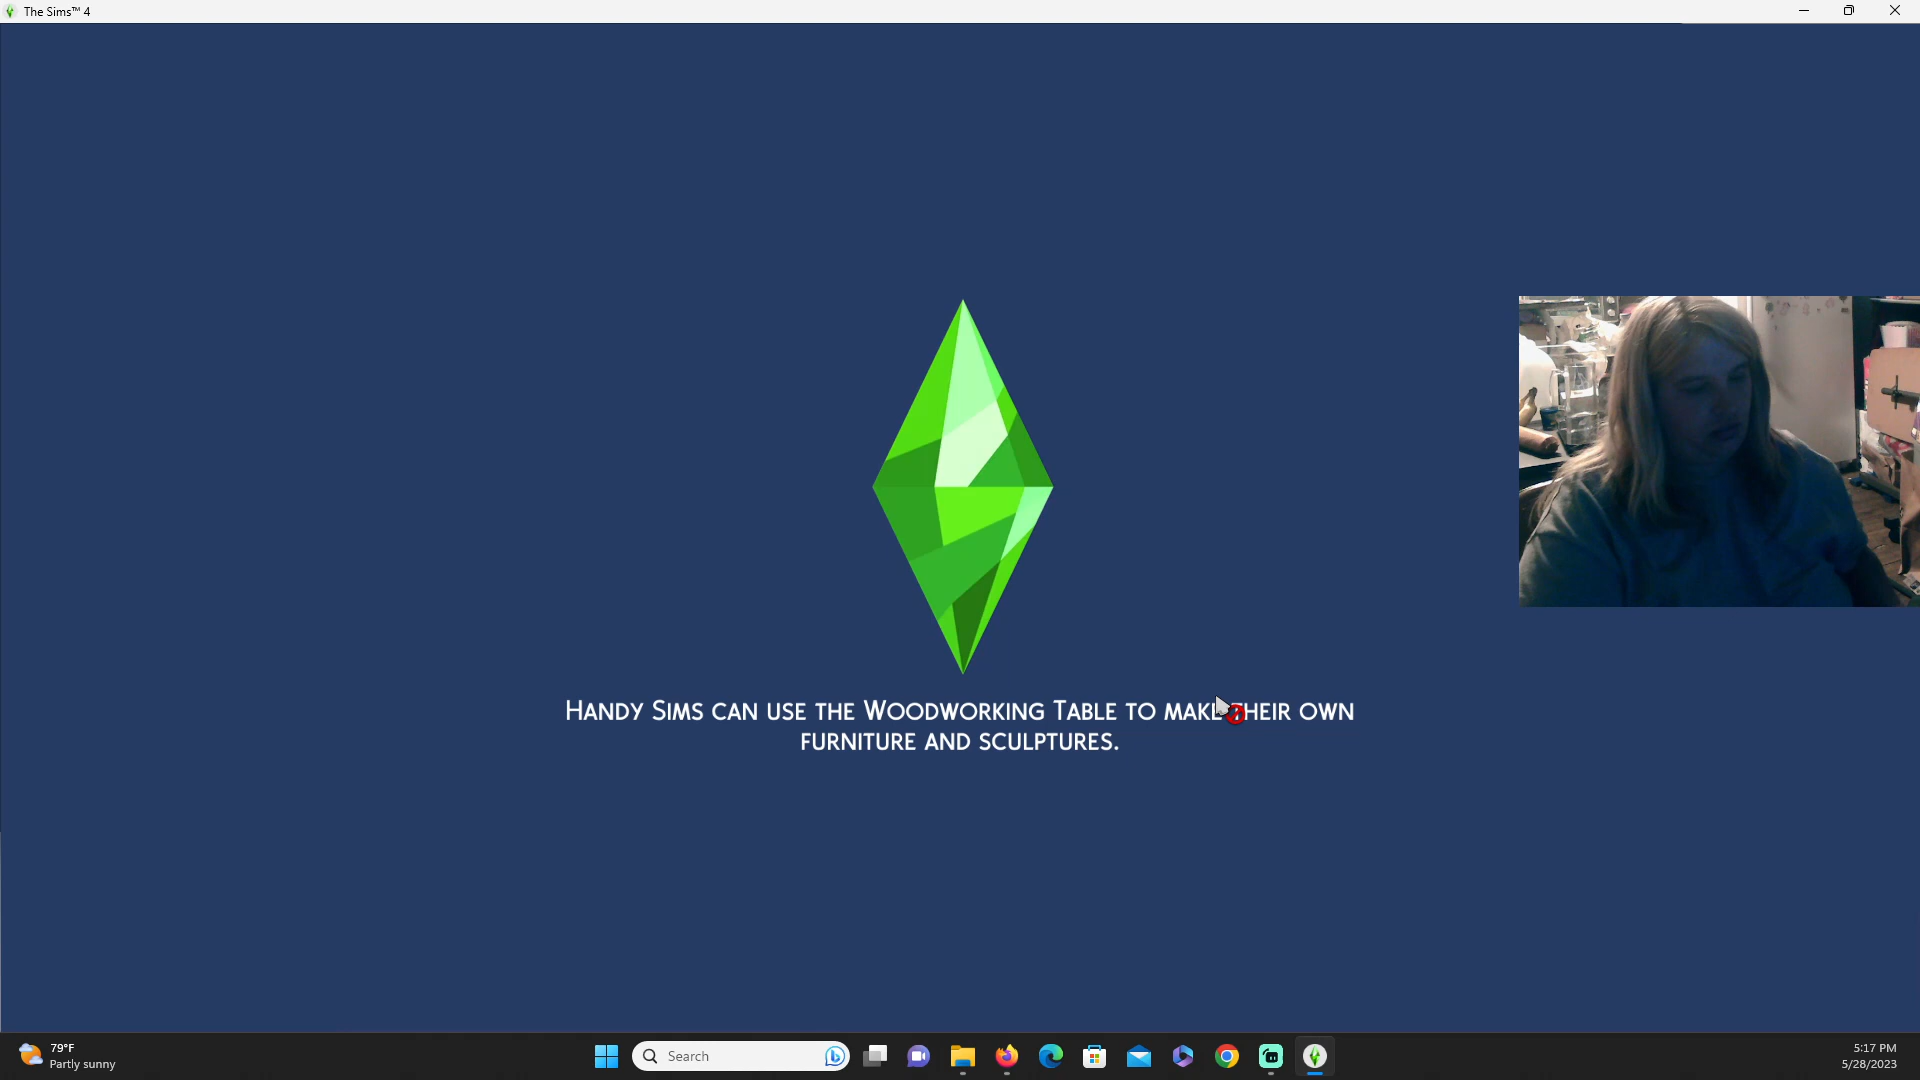 The Sims™ 4
HANDY SIMS CAN USE THE WOODWORKING TABLE TO MAKE THEIR OWN
FURNITURE AND SCULPTURES.
79°F
Partly sunny
Search
5:17 PM
5/28/2023